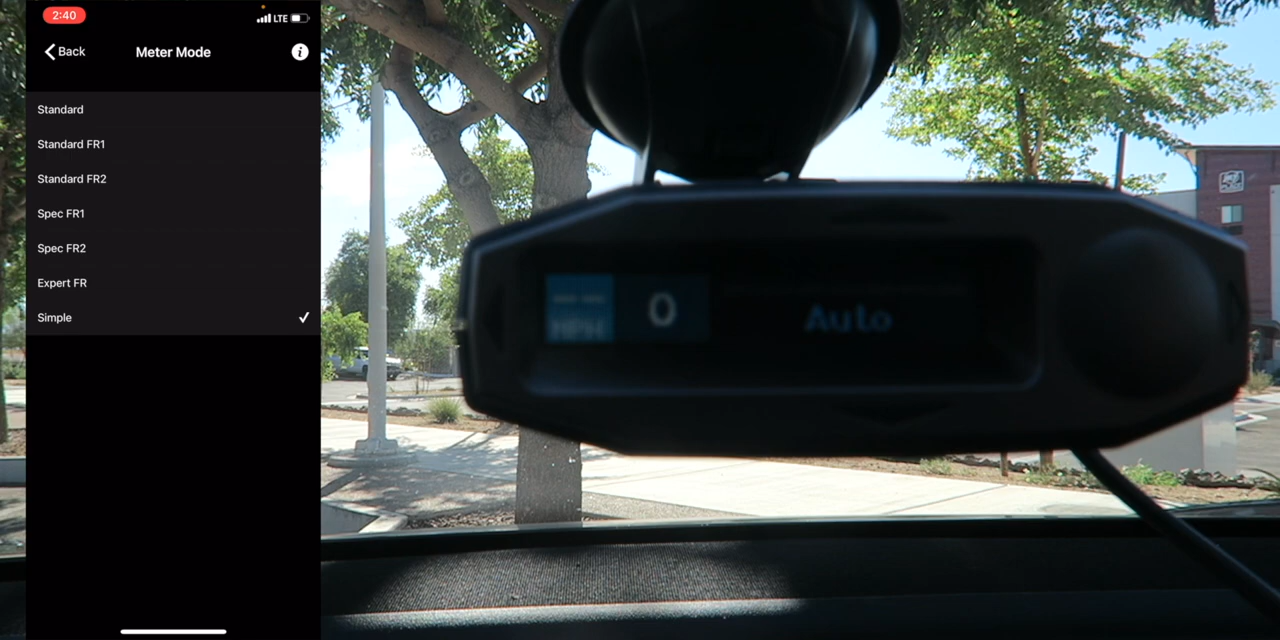 2:40
LTE
Back
Meter Mode
Standard
Standard FR1
Standard FR2
Spec FR1
Spec FR2
Expert FR
Simple
0
Auto
MPH